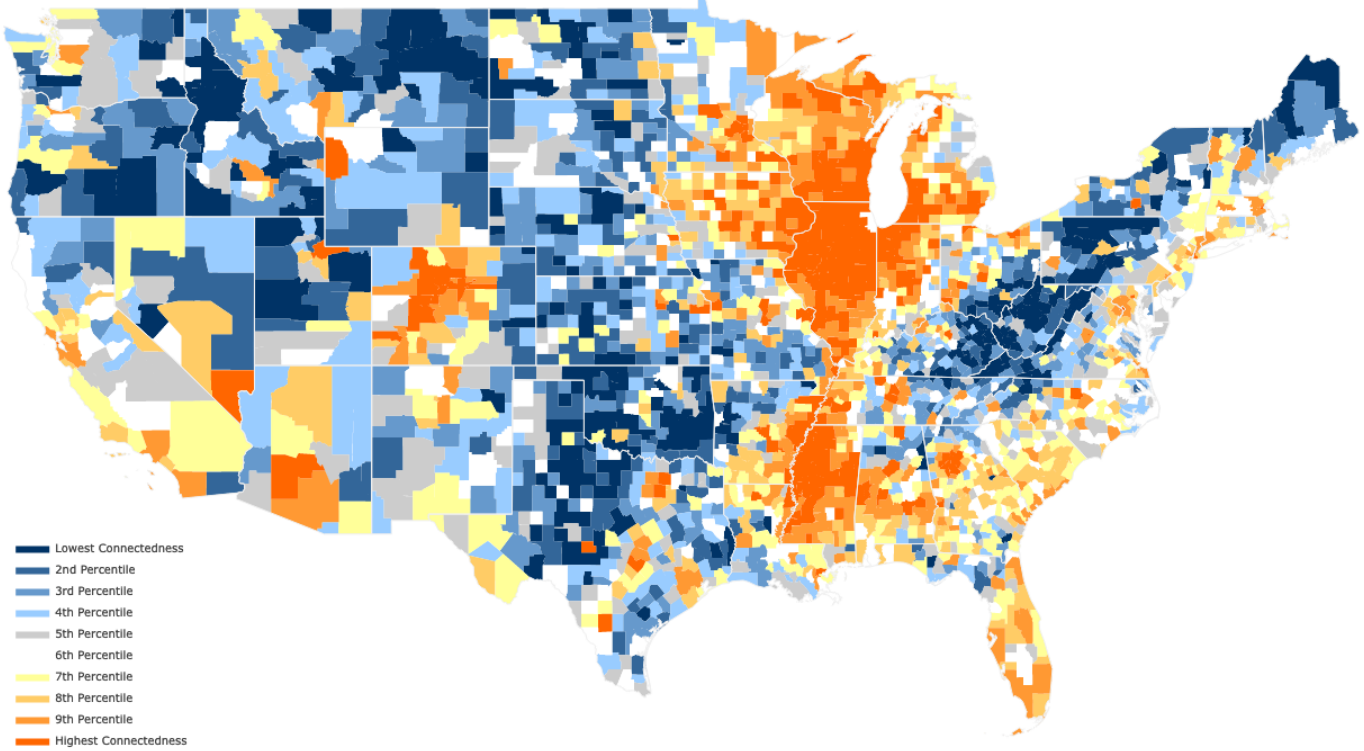 Lowest Connectedness
2nd Percentile
3rd Percentile
4th Percentile
5th Percentile
6th Percentile
7th Percentile
8th Percentile
9th Percentile
Highest Connectedness